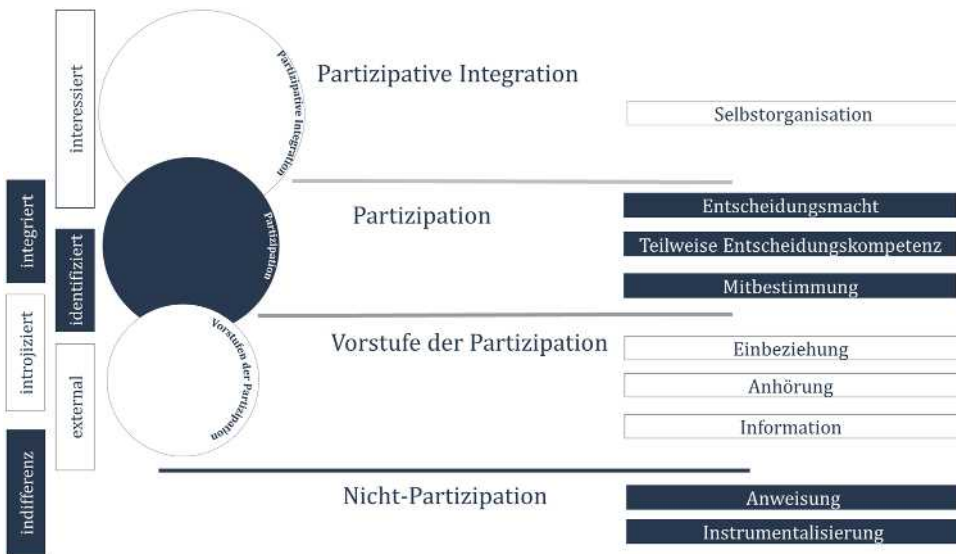 interessiert
Partizipative Integration
Partizipative Integration
Selbstorganisation
integriert
identifiziert
Partizipation
Partizipation
Entscheidungsmacht
Teilweise Entscheidungskompetenz
Mitbestimmung
introjiziert
external
Vorstufen der Partizipation
Vorstufe der Partizipation
Einbeziehung
Anhörung
Information
indifferenz
Nicht-Partizipation
Anweisung
Instrumentalisierung